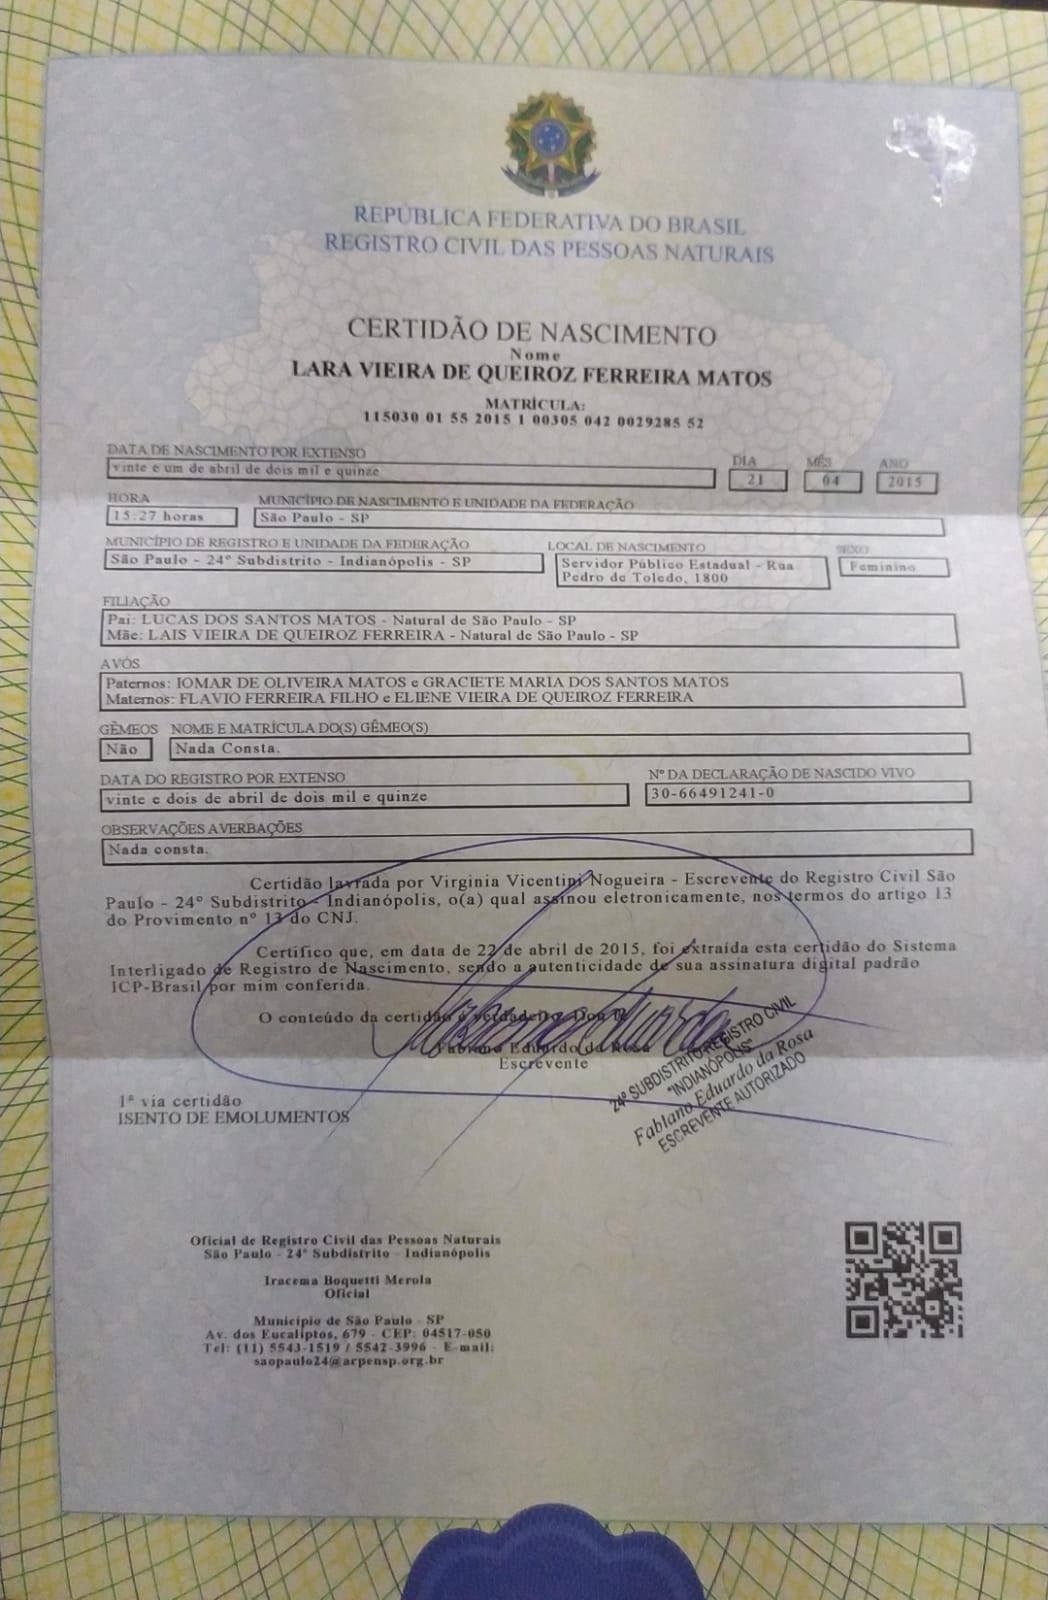 REPÚBLICA FEDERATIVA DO BRASIL
REGISTRO CIVIL DAS PESSOAS NATURAIS
CERTIDÃO DE NASCIMENTO
Nome
LARA VIEIRA DE QUEIROZ FERREIRA MATOS
MATRÍCULA:
115030 01 55 2015 1 00305 042 0029285 52
DATA DE NASCIMENTO POR EXTENSO DIA MÊS ANO
vinte e um de abril de dois mil e quinze 21 04 2015
HORA MUNICÍPIO DE NASCIMENTO E UNIDADE DA FEDERAÇÃO
15:27 horas São Paulo - SP
MUNICÍPIO DE REGISTRO E UNIDADE DA FEDERAÇÃO LOCAL DE NASCIMENTO SEXO
São Paulo - 24º Subdistrito - Indianópolis - SP Servidor Público Estadual - Rua Feminino
Pedro de Toledo, 1800
FILIAÇÃO
Pai: LUCAS DOS SANTOS MATOS - Natural de São Paulo - SP
Mãe: LAIS VIEIRA DE QUEIROZ FERREIRA - Natural de São Paulo - SP
AVÓS
Paternos: IOMAR DE OLIVEIRA MATOS e GRACIETE MARIA DOS SANTOS MATOS
Maternos: FLAVIO FERREIRA FILHO e ELIENE VIEIRA DE QUEIROZ FERREIRA
GÊMEOS NOME E MATRÍCULA DO(S) GÊMEO(S)
Não Nada Consta.
DATA DO REGISTRO POR EXTENSO Nº DA DECLARAÇÃO DE NASCIDO VIVO
vinte e dois de abril de dois mil e quinze 30-66491241-0
OBSERVAÇÕES AVERBAÇÕES
Nada consta.
Certidão lavrada por Virginia Vicentini Nogueira - Escrevente do Registro Civil São
Paulo - 24º Subdistrito - Indianópolis, o(a) qual assinou eletronicamente, nos termos do artigo 13
do Provimento nº 13 do CNJ.
Certifico que, em data de 22 de abril de 2015, foi extraída esta certidão do Sistema
Interligado de Registro de Nascimento, sendo a autenticidade de sua assinatura digital padrão
ICP-Brasil por mim conferida.
O conteúdo da certidão é verdadeiro. Dou fé.
Fabiano Eduardo da Rosa
Escrevente
24º SUBDISTRITO REGISTRO CIVIL
"INDIANÓPOLIS"
Fabiano Eduardo da Rosa
ESCREVENTE AUTORIZADO
1ª via certidão
ISENTO DE EMOLUMENTOS
Oficial de Registro Civil das Pessoas Naturais
São Paulo - 24º Subdistrito - Indianópolis
Iracema Boquetti Merola
Oficial
Município de São Paulo - SP
Av. dos Eucaliptos, 679 - CEP: 04517-050
Tel: (11) 5543-1519 / 5542-3996 - E-mail:
saopaulo24@arpensp.org.br